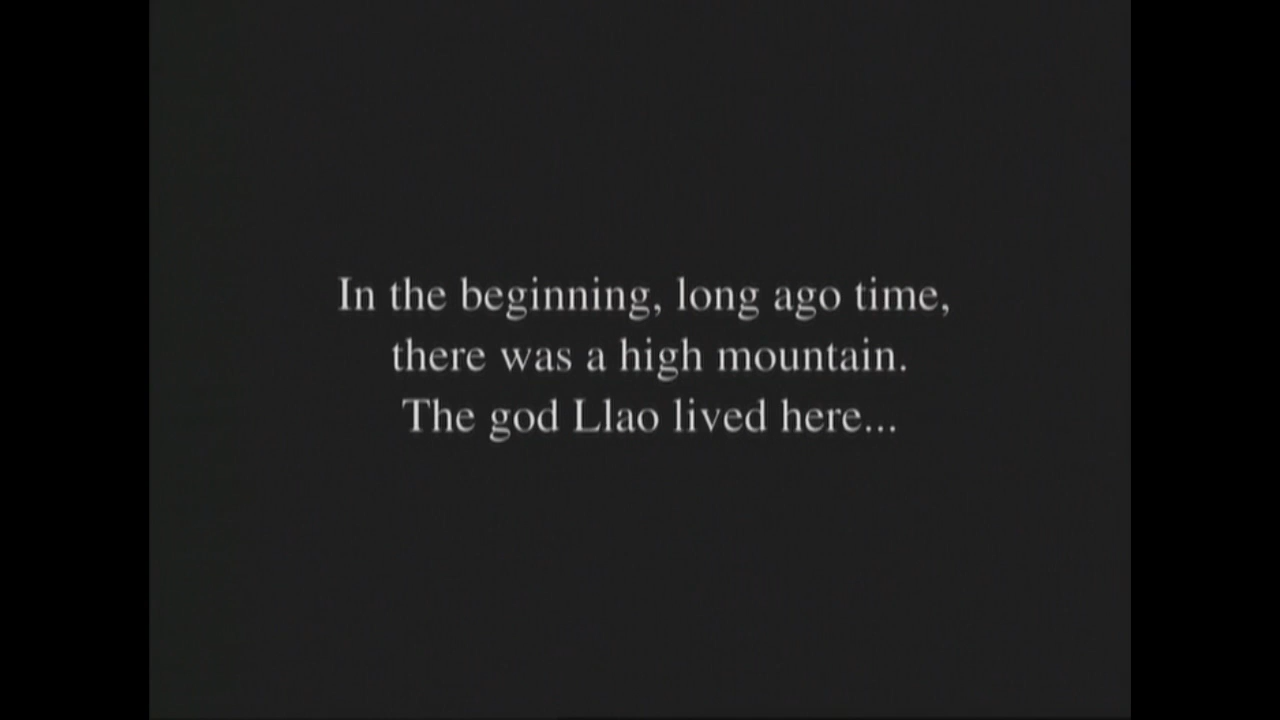 In the beginning, long ago time,
there was a high mountain.
The god Llao lived here...